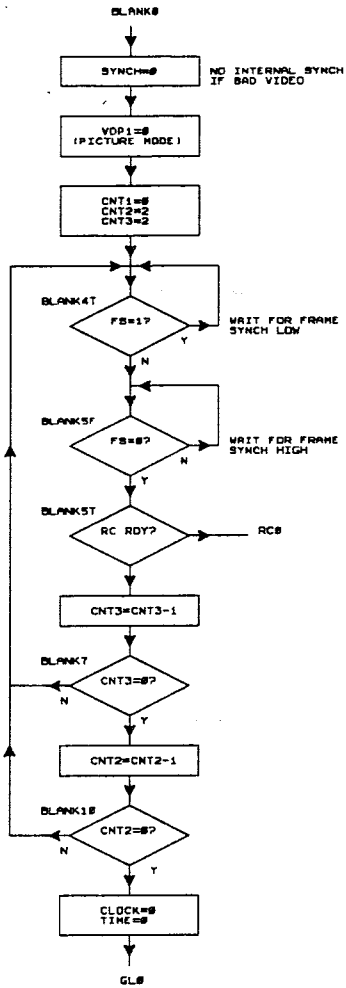 BLANK0
SYNCH=0
NO INTERNAL SYNCH
IF BAD VIDEO
VDP1=0
(PICTURE MODE)
CNT1=0
CNT2=2
CNT3=2
BLANK4T
FS=1?
Y
WAIT FOR FRAME
SYNCH LOW
N
BLANK5F
FS=0?
N
WAIT FOR FRAME
SYNCH HIGH
Y
BLANK5T
RC RDY?
RC0
CNT3=CNT3-1
BLANK7
CNT3=0?
N
Y
CNT2=CNT2-1
BLANK10
CNT2=0?
N
Y
CLOCK=0
TIME=0
GL0